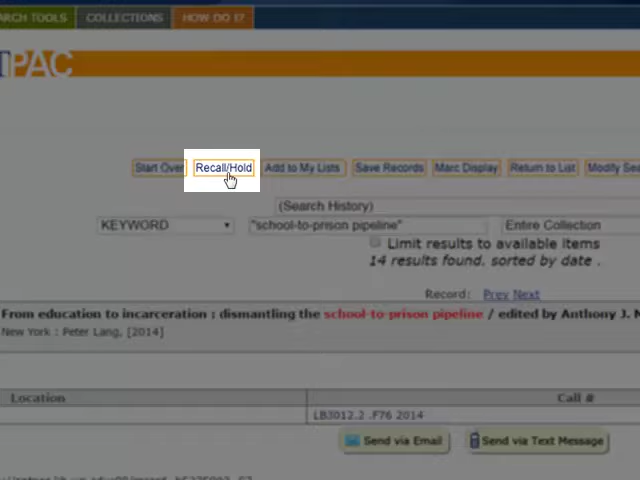 ARCH TOOLS COLLECTIONS HOW DO I?
PAC
Start Over Recall/Hold Add to My Lists Save Records Marc Display Return to List Modify Sea
(Search History)
KEYWORD "school-to-prison pipeline" Entire Collection
Limit results to available items
14 results found. sorted by date .
Record: Prev Next
From education to incarceration : dismantling the school-to-prison pipeline / edited by Anthony J. N
New York : Peter Lang, [2014]
Location Call #
LB3012.2 .F76 2014
Send via Email Send via Text Message